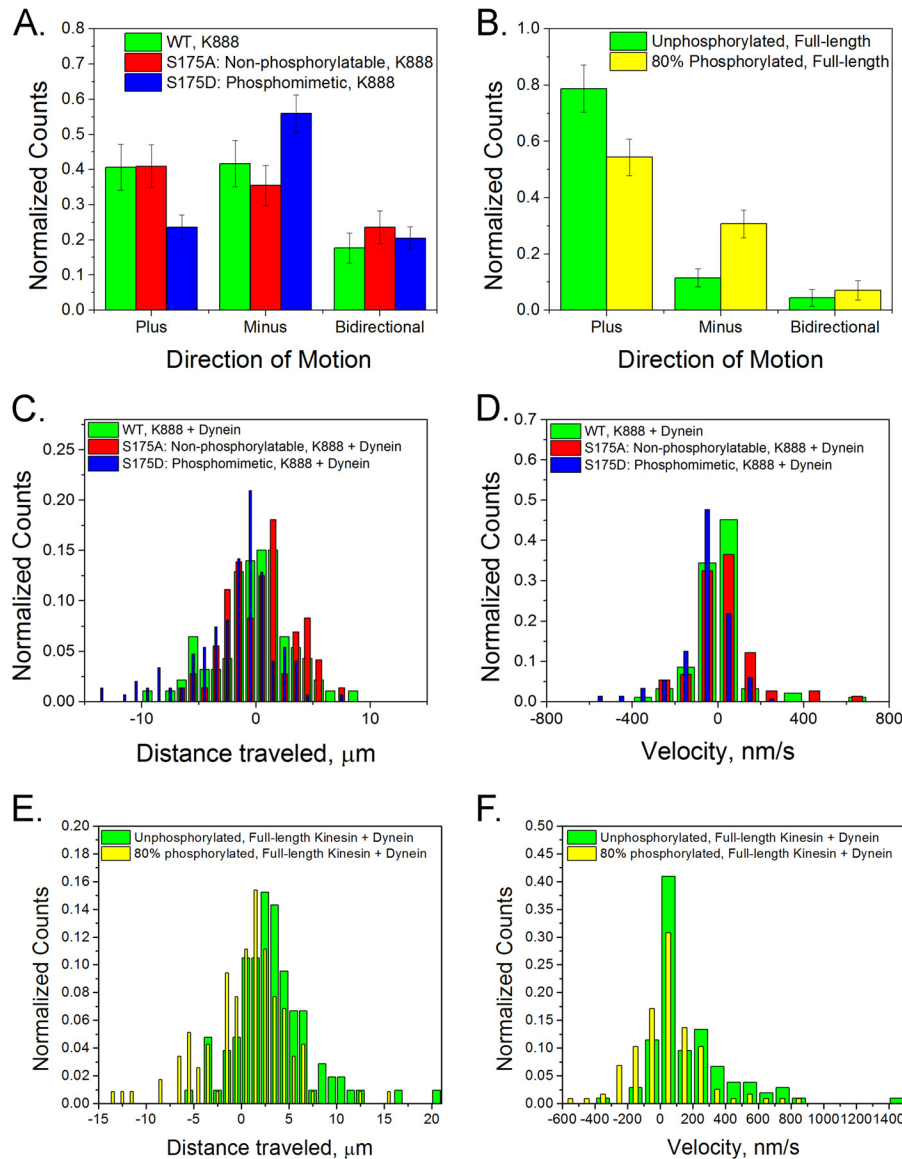 A.
WT, K888
S175A: Non-phosphorylatable, K888
S175D: Phosphomimetic, K888
0.8
0.7
0.6
0.5
0.4
0.3
0.2
0.1
0.0
Normalized Counts
Plus
Minus
Bidirectional
Direction of Motion
B.
Unphosphorylated, Full-length
80% Phosphorylated, Full-length
1.0
0.8
0.6
0.4
0.2
0.0
Normalized Counts
Plus
Minus
Bidirectional
Direction of Motion
C.
WT, K888 + Dynein
S175A: Non-phosphorylatable, K888 + Dynein
S175D: Phosphomimetic, K888 + Dynein
0.25
0.20
0.15
0.10
0.05
0.00
Normalized Counts
-10
0
10
Distance traveled, μm
D.
WT, K888 + Dynein
S175A: Non-phosphorylatable, K888 + Dynein
S175D: Phosphomimetic, K888 + Dynein
0.7
0.6
0.5
0.4
0.3
0.2
0.1
0.0
Normalized Counts
-800
-400
0
400
800
Velocity, nm/s
E.
Unphosphorylated, Full-length Kinesin + Dynein
80% phosphorylated, Full-length Kinesin + Dynein
0.20
0.18
0.16
0.14
0.12
0.10
0.08
0.06
0.04
0.02
0.00
Normalized Counts
-15
-10
-5
0
5
10
15
20
Distance traveled, μm
F.
Unphosphorylated, Full-length Kinesin + Dynein
80% phosphorylated, Full-length Kinesin + Dynein
0.50
0.45
0.40
0.35
0.30
0.25
0.20
0.15
0.10
0.05
0.00
Normalized Counts
-600
-400
-200
0
200
400
600
800
1000
1400
Velocity, nm/s